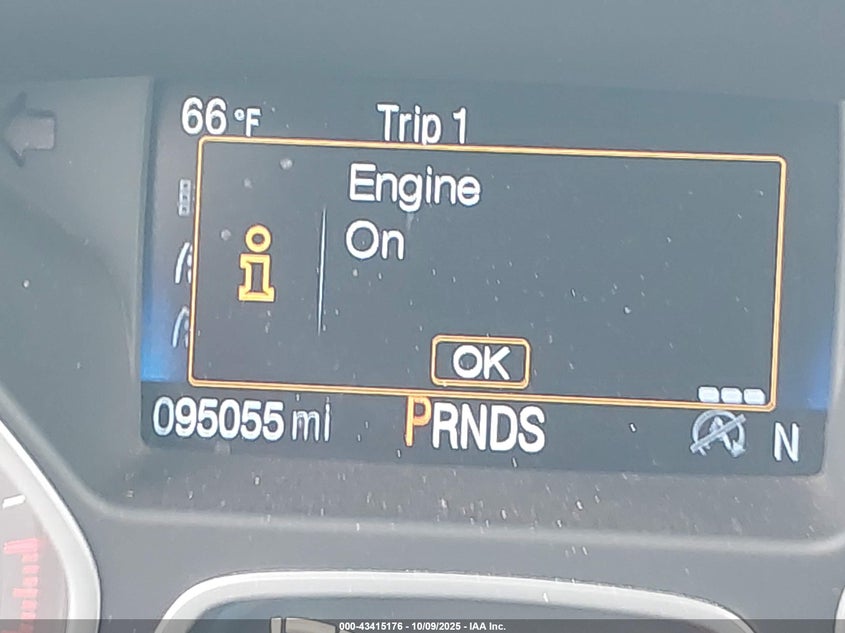 66 °F Trip 1
Engine
On
OK
095055 mi PRNDS N
000-43415176 - 10/09/2025 - IAA Inc.